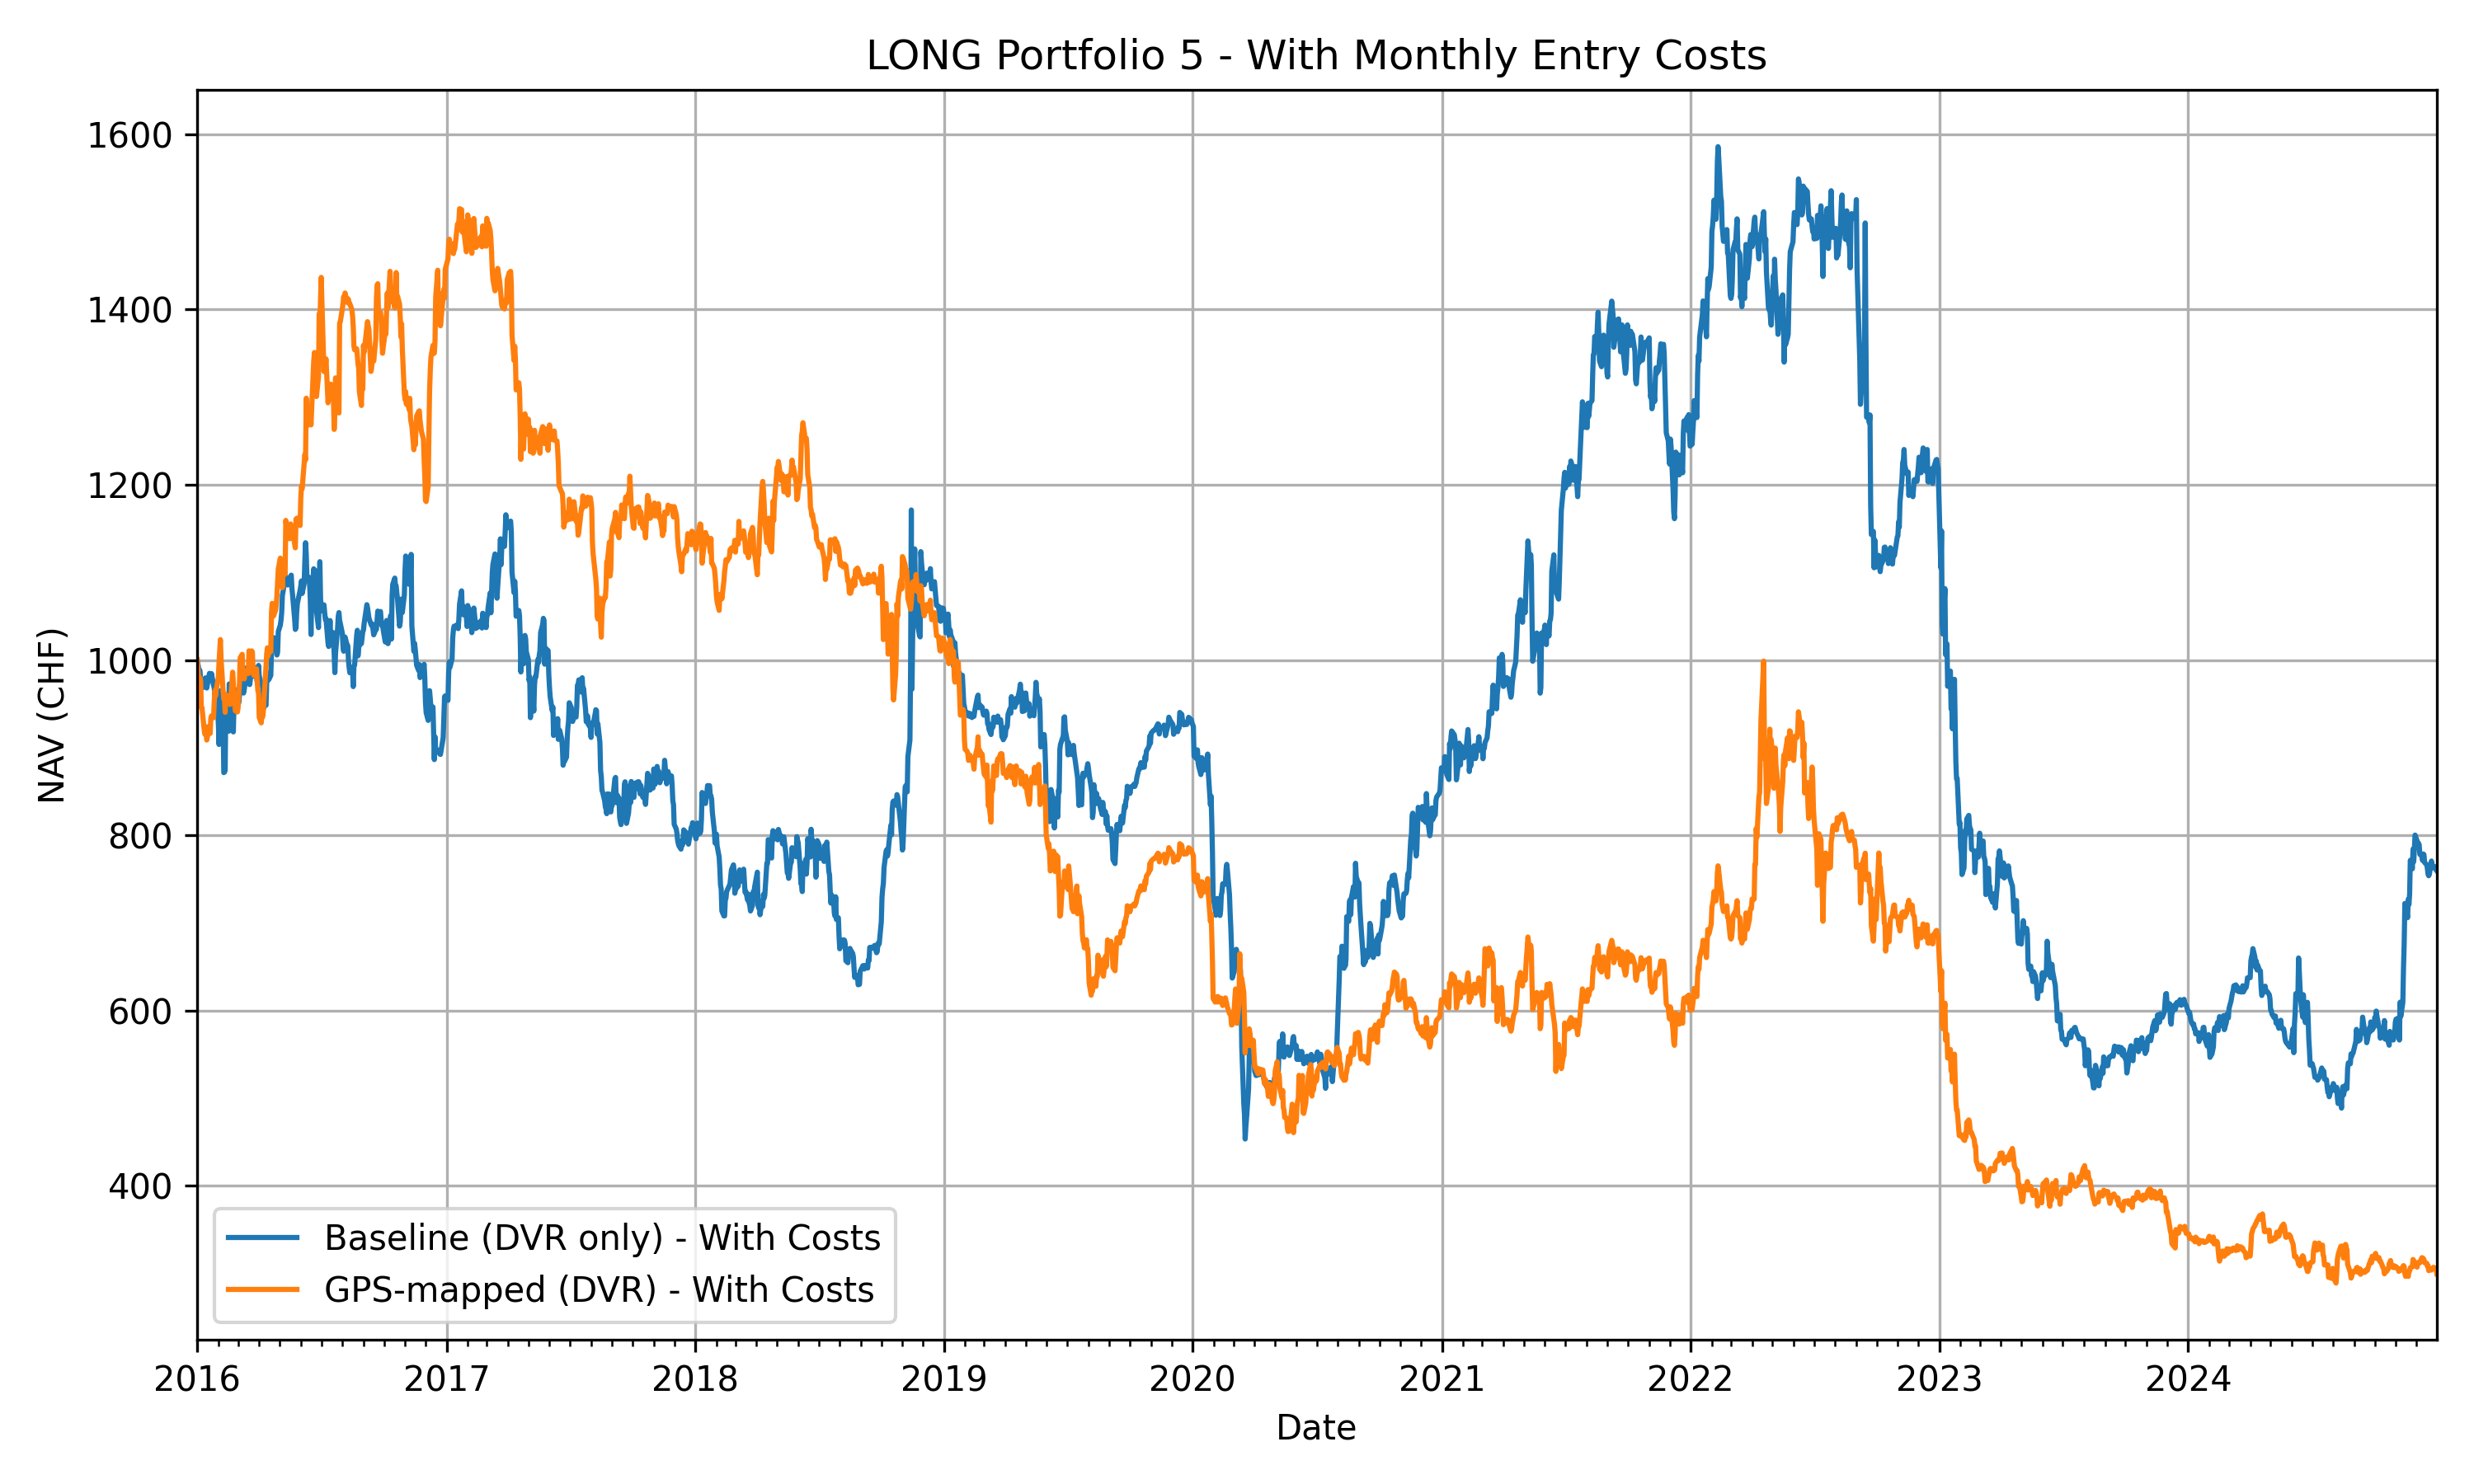 LONG Portfolio 5 - With Monthly Entry Costs
NAV (CHF)
1600
1400
1200
1000
800
600
400
Baseline (DVR only) - With Costs
GPS-mapped (DVR) - With Costs
2016 2017 2018 2019 2020 2021 2022 2023 2024
Date